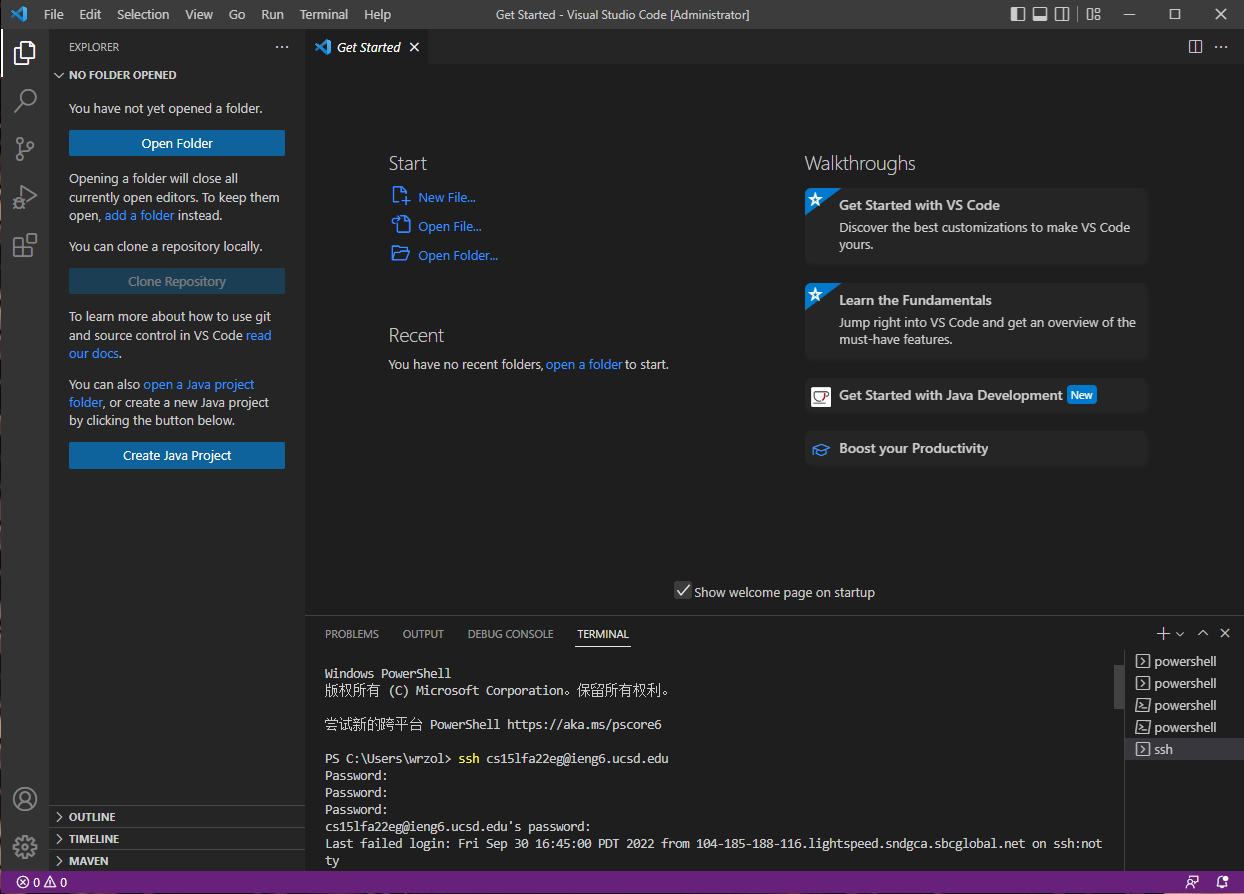 File Edit Selection View Go Run Terminal Help
Get Started - Visual Studio Code [Administrator]
EXPLORER
NO FOLDER OPENED
You have not yet opened a folder.
Open Folder
Opening a folder will close all
currently open editors. To keep them
open, add a folder instead.
You can clone a repository locally.
Clone Repository
To learn more about how to use git
and source control in VS Code read
our docs.
You can also open a Java project
folder, or create a new Java project
by clicking the button below.
Create Java Project
OUTLINE
TIMELINE
MAVEN
Get Started
Start
New File...
Open File...
Open Folder...
Recent
You have no recent folders, open a folder to start.
Walkthroughs
Get Started with VS Code
Discover the best customizations to make VS Code
yours.
Learn the Fundamentals
Jump right into VS Code and get an overview of the
must-have features.
Get Started with Java Development New
Boost your Productivity
Show welcome page on startup
PROBLEMS OUTPUT DEBUG CONSOLE TERMINAL
Windows PowerShell
版权所有 (C) Microsoft Corporation。保留所有权利。
尝试新的跨平台 PowerShell https://aka.ms/pscore6
PS C:\Users\wrzol> ssh cs15lfa22eg@ieng6.ucsd.edu
Password:
Password:
Password:
cs15lfa22eg@ieng6.ucsd.edu's password:
Last failed login: Fri Sep 30 16:45:00 PDT 2022 from 104-185-188-116.lightspeed.sndgca.sbcglobal.net on ssh:not
ty
powershell
powershell
powershell
powershell
ssh
0 0